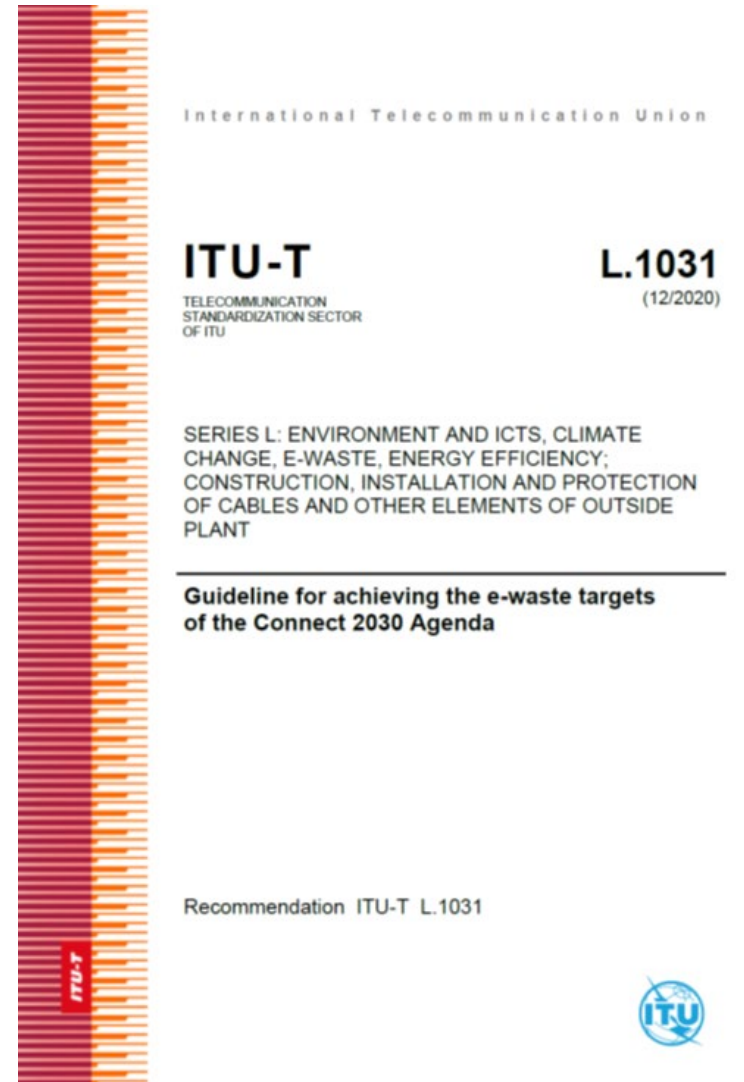 International Telecommunication Union
ITU-T
L.1031
TELECOMMUNICATION
STANDARDIZATION SECTOR
OF ITU
(12/2020)
SERIES L: ENVIRONMENT AND ICTS, CLIMATE
CHANGE, E-WASTE, ENERGY EFFICIENCY;
CONSTRUCTION, INSTALLATION AND PROTECTION
OF CABLES AND OTHER ELEMENTS OF OUTSIDE
PLANT
Guideline for achieving the e-waste targets
of the Connect 2030 Agenda
Recommendation ITU-T L.1031
ITU-T
ITU